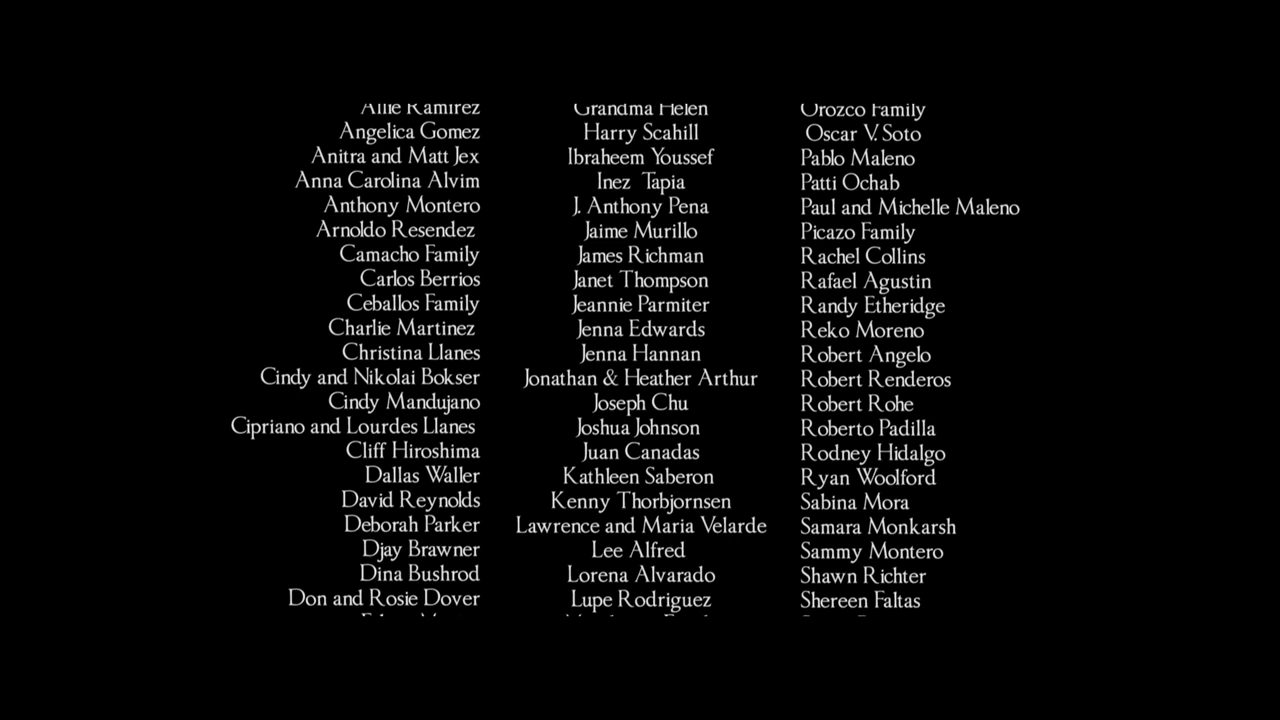 Allie Ramirez
Angelica Gomez
Anitra and Matt Jex
Anna Carolina Alvim
Anthony Montero
Arnoldo Resendez
Camacho Family
Carlos Berrios
Ceballos Family
Charlie Martinez
Christina Llanes
Cindy and Nikolai Bokser
Cindy Mandujano
Cipriano and Lourdes Llanes
Cliff Hiroshima
Dallas Waller
David Reynolds
Deborah Parker
Djay Brawner
Dina Bushrod
Don and Rosie Dover
Grandma Helen
Harry Scahill
Ibraheem Youssef
Inez Tapia
J. Anthony Pena
Jaime Murillo
James Richman
Janet Thompson
Jeannie Parmiter
Jenna Edwards
Jenna Hannan
Jonathan & Heather Arthur
Joseph Chu
Joshua Johnson
Juan Canadas
Kathleen Saberon
Kenny Thorbjornsen
Lawrence and Maria Velarde
Lee Alfred
Lorena Alvarado
Lupe Rodriguez
Orozco Family
Oscar V. Soto
Pablo Maleno
Patti Ochab
Paul and Michelle Maleno
Picazo Family
Rachel Collins
Rafael Agustin
Randy Etheridge
Reko Moreno
Robert Angelo
Robert Renderos
Robert Rohe
Roberto Padilla
Rodney Hidalgo
Ryan Woolford
Sabina Mora
Samara Monkarsh
Sammy Montero
Shawn Richter
Shereen Faltas